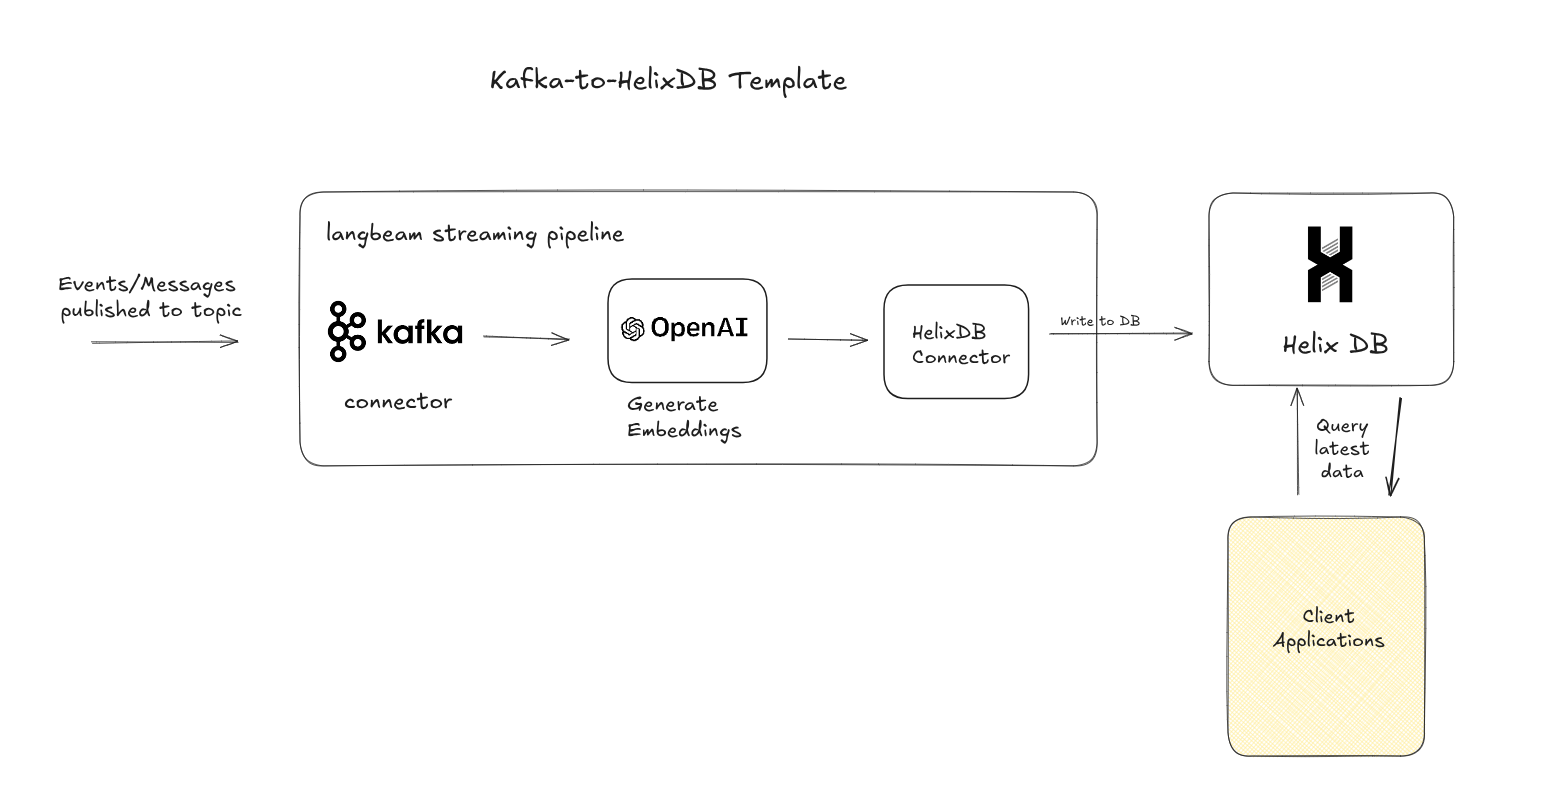 Kafka-to-HelixDB Template
langbeam streaming pipeline
Events/Messages
published to topic
kafka
connector
OpenAI
Generate
Embeddings
HelixDB
Connector
Write to DB
Helix DB
Query
latest
data
Client
Applications